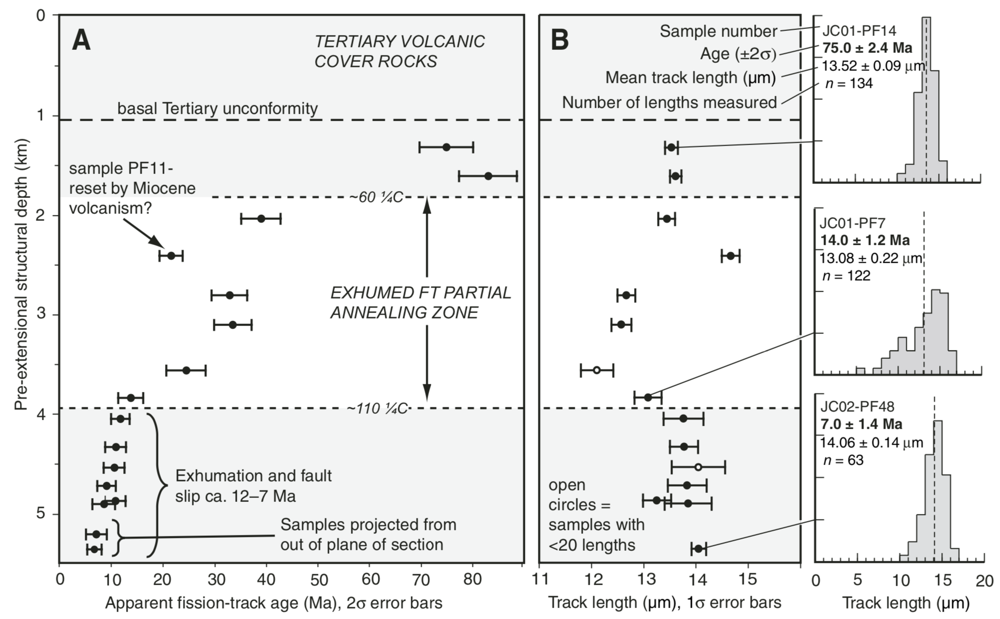 A
TERTIARY VOLCANIC
COVER ROCKS
basal Tertiary unconformity
sample PF11-
reset by Miocene
volcanism?
~60 ¼C
EXHUMED FT PARTIAL
ANNEALING ZONE
~110 ¼C
Exhumation and fault
slip ca. 12–7 Ma
Samples projected from
out of plane of section
Pre-extensional structural depth (km)
0
1
2
3
4
5
0 10 20 30 40 50 60 70 80
Apparent fission-track age (Ma), 2σ error bars
B
Sample number
Age (±2σ)
Mean track length (µm)
Number of lengths measured
open
circles =
samples with
<20 lengths
11 12 13 14 15
Track length (µm), 1σ error bars
JC01-PF14
75.0 ± 2.4 Ma
13.52 ± 0.09 µm
n = 134
JC01-PF7
14.0 ± 1.2 Ma
13.08 ± 0.22 µm
n = 122
JC02-PF48
7.0 ± 1.4 Ma
14.06 ± 0.14 µm
n = 63
0 5 10 15 20
Track length (µm)